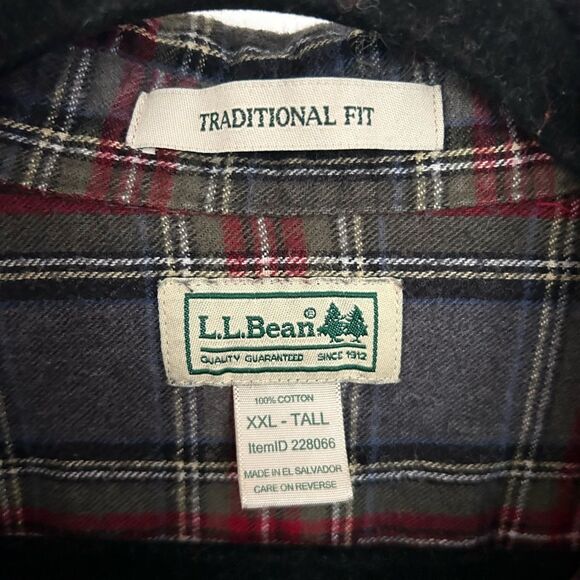 TRADITIONAL FIT
L.L.Bean®
QUALITY GUARANTEED SINCE 1912
100% COTTON
XXL - TALL
ItemID 228066
MADE IN EL SALVADOR
CARE ON REVERSE